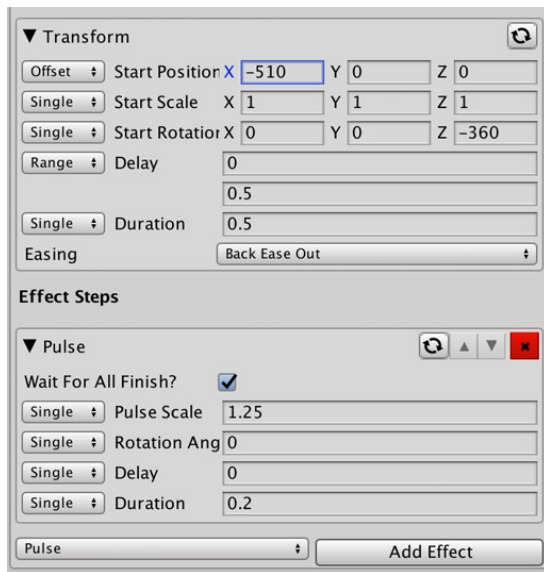 ▼ Transform
Offset Start Position X -510 Y 0 Z 0
Single Start Scale X 1 Y 1 Z 1
Single Start Rotation X 0 Y 0 Z -360
Range Delay 0
0.5
Single Duration 0.5
Easing Back Ease Out
Effect Steps
▼ Pulse
Wait For All Finish?
Single Pulse Scale 1.25
Single Rotation Ang 0
Single Delay 0
Single Duration 0.2
Pulse Add Effect